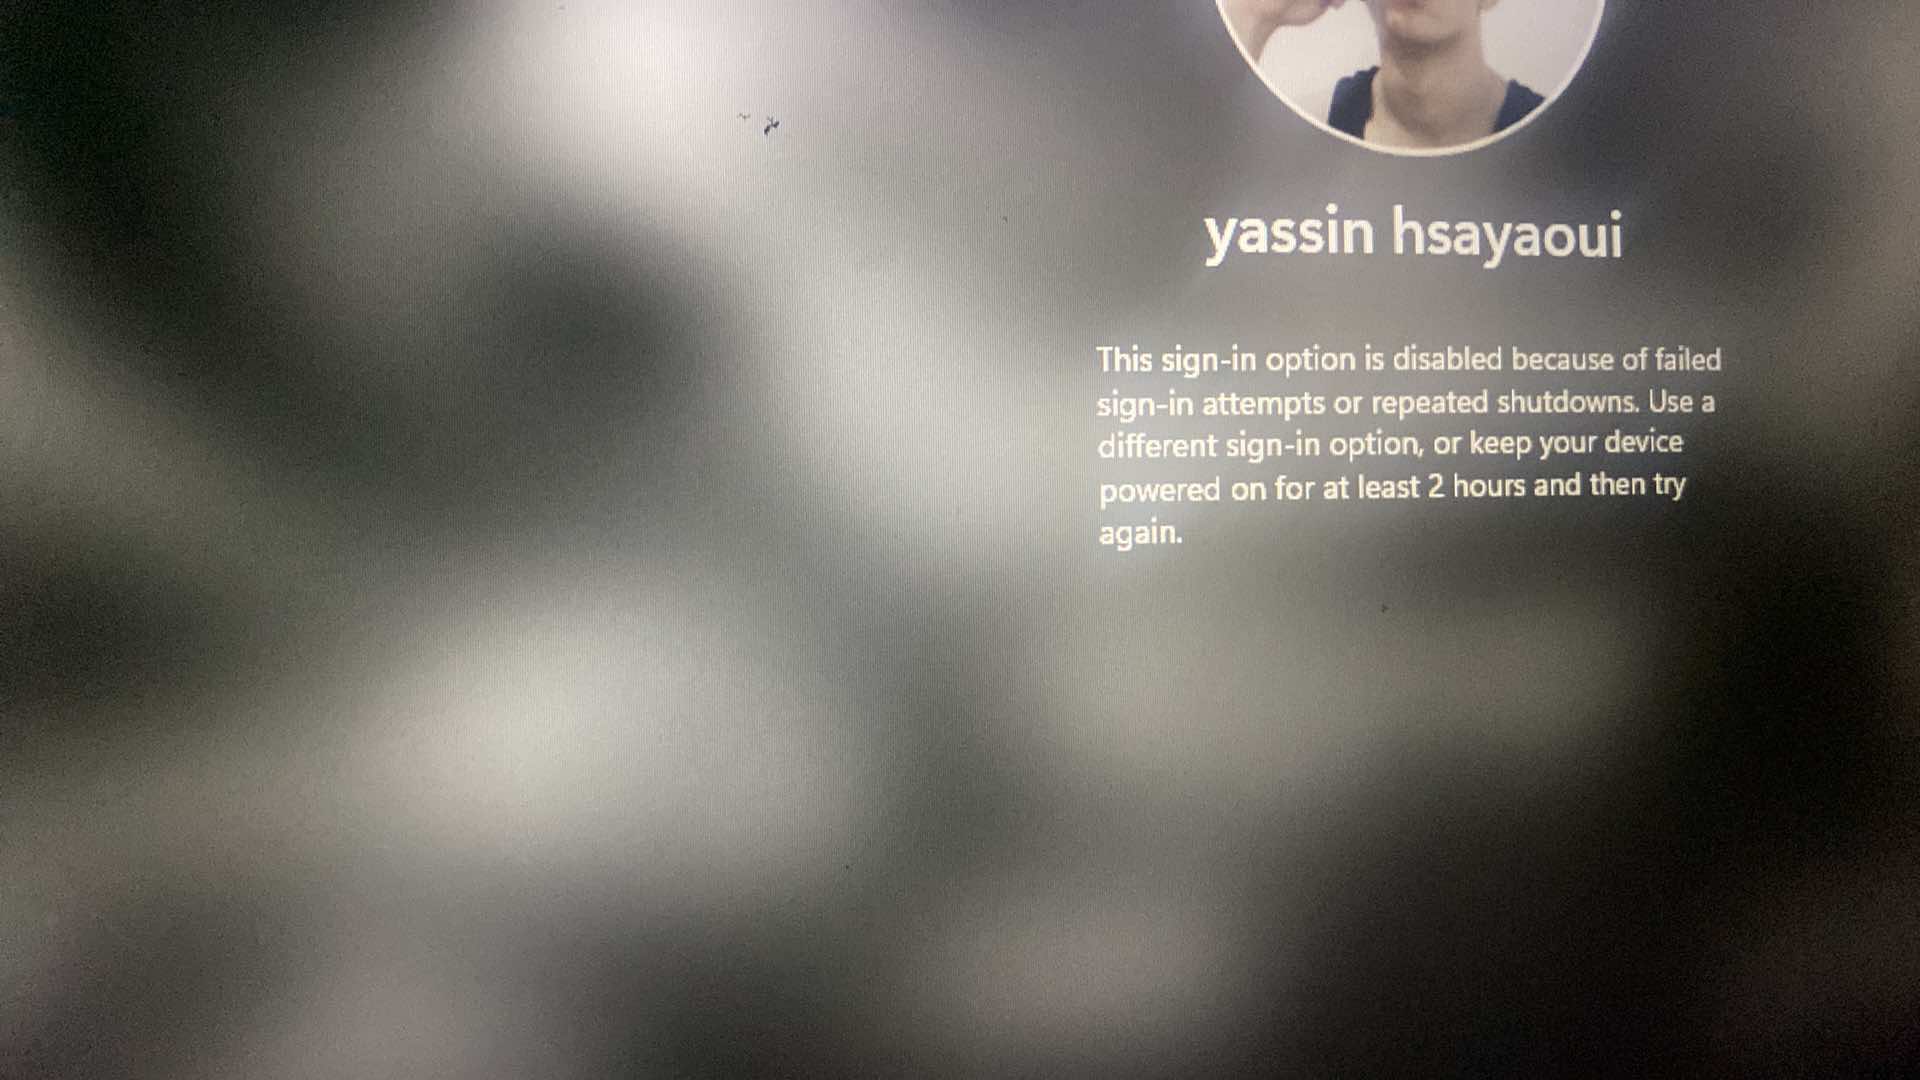 yassin hsayaoui
This sign-in option is disabled because of failed
sign-in attempts or repeated shutdowns. Use a
different sign-in option, or keep your device
powered on for at least 2 hours and then try
again.